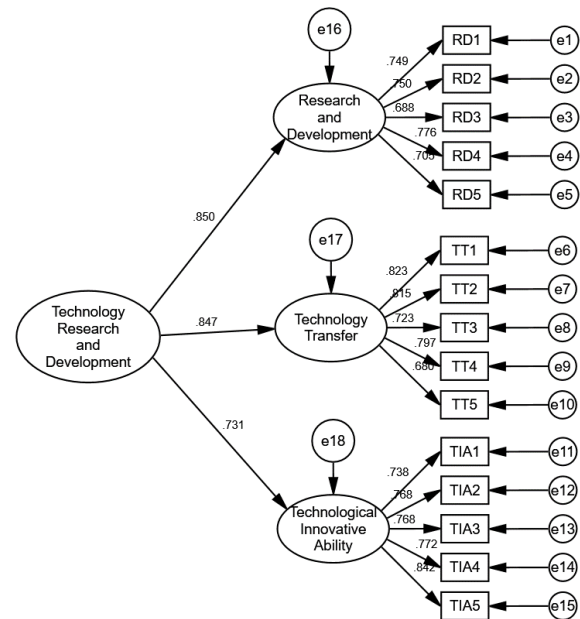 e16
.749
RD1
e1
.750
RD2
e2
Research
and
Development
.688
RD3
e3
.776
RD4
e4
.705
RD5
e5
.850
e17
.823
TT1
e6
.815
TT2
e7
Technology
Transfer
.723
TT3
e8
.797
TT4
e9
.680
TT5
e10
Technology
Research
and
Development
.847
.731
e18
.738
TIA1
e11
.768
TIA2
e12
Technological
Innovative
Ability
.768
TIA3
e13
.772
TIA4
e14
.842
TIA5
e15